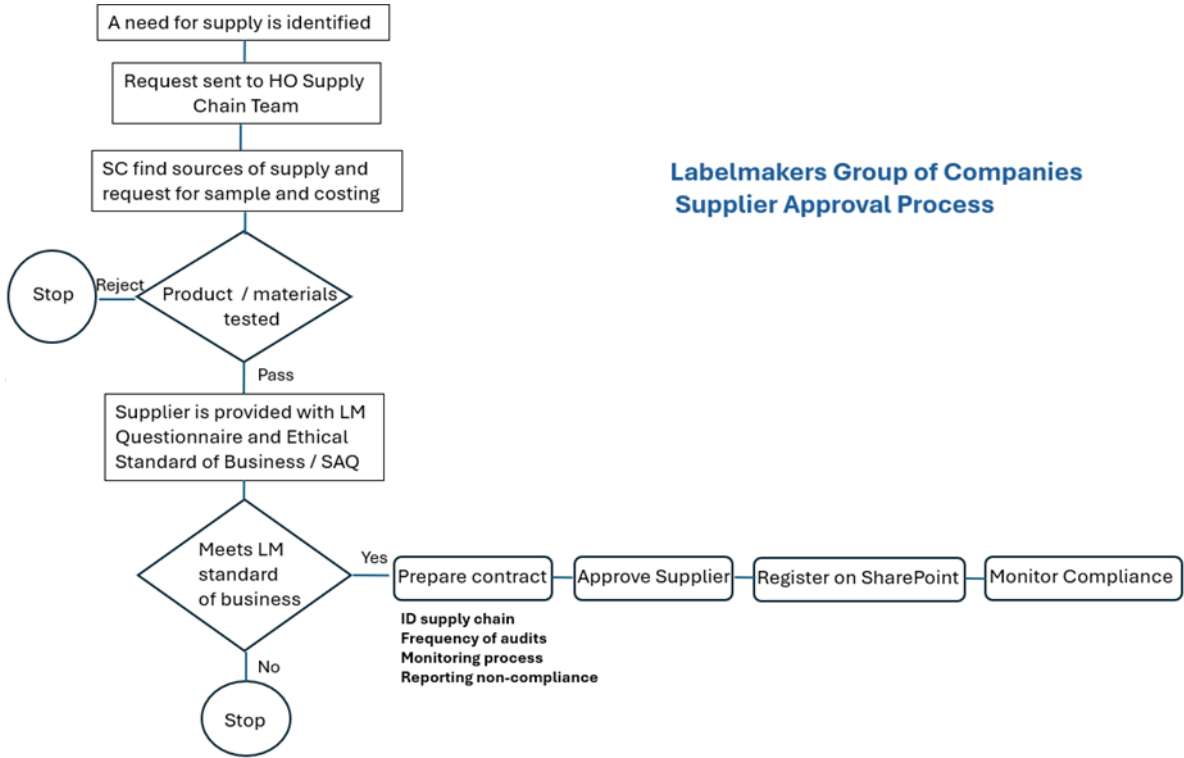 A need for supply is identified
Request sent to HO Supply
Chain Team
SC find sources of supply and
request for sample and costing
Labelmakers Group of Companies
Supplier Approval Process
Stop
Reject
Product / materials
tested
Pass
Supplier is provided with LM
Questionnaire and Ethical
Standard of Business / SAQ
Meets LM
standard
of business
Yes
Prepare contract
Approve Supplier
Register on SharePoint
Monitor Compliance
ID supply chain
Frequency of audits
Monitoring process
Reporting non-compliance
No
Stop